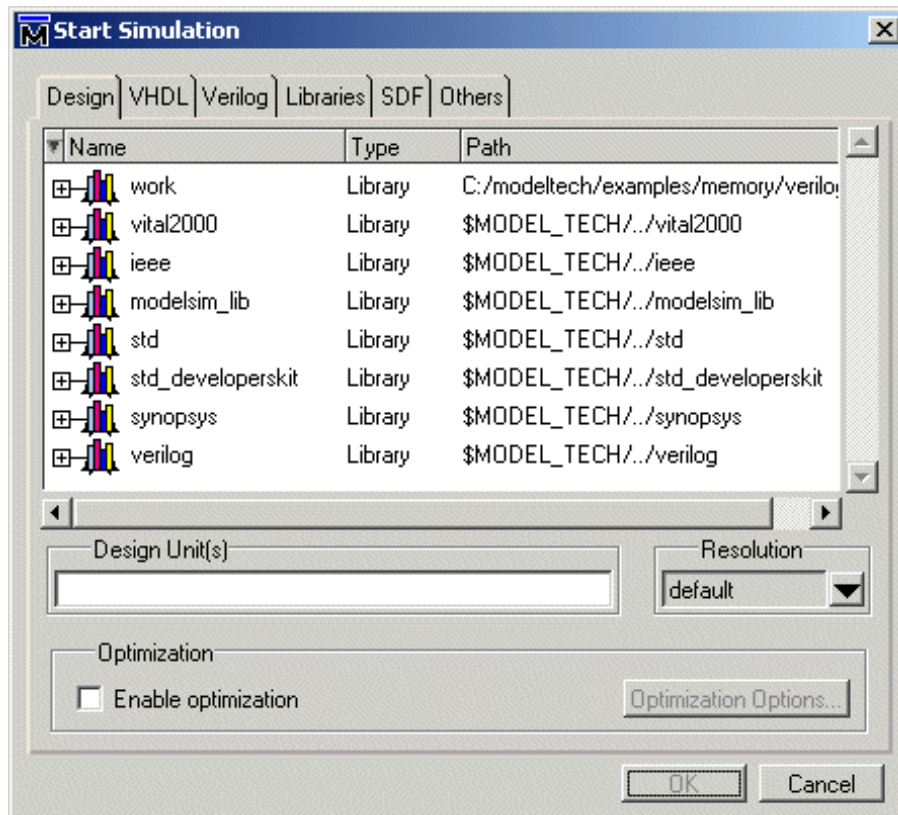 Start Simulation
Design VHDL Verilog Libraries SDF Others
Name Type Path
work Library C:/modeltech/examples/memory/verilo
vital2000 Library $MODEL_TECH/../vital2000
ieee Library $MODEL_TECH/../ieee
modelsim_lib Library $MODEL_TECH/../modelsim_lib
std Library $MODEL_TECH/../std
std_developerskit Library $MODEL_TECH/../std_developerskit
synopsys Library $MODEL_TECH/../synopsys
verilog Library $MODEL_TECH/../verilog
Design Unit(s) Resolution
default
Optimization
Enable optimization Optimization Options...
OK Cancel